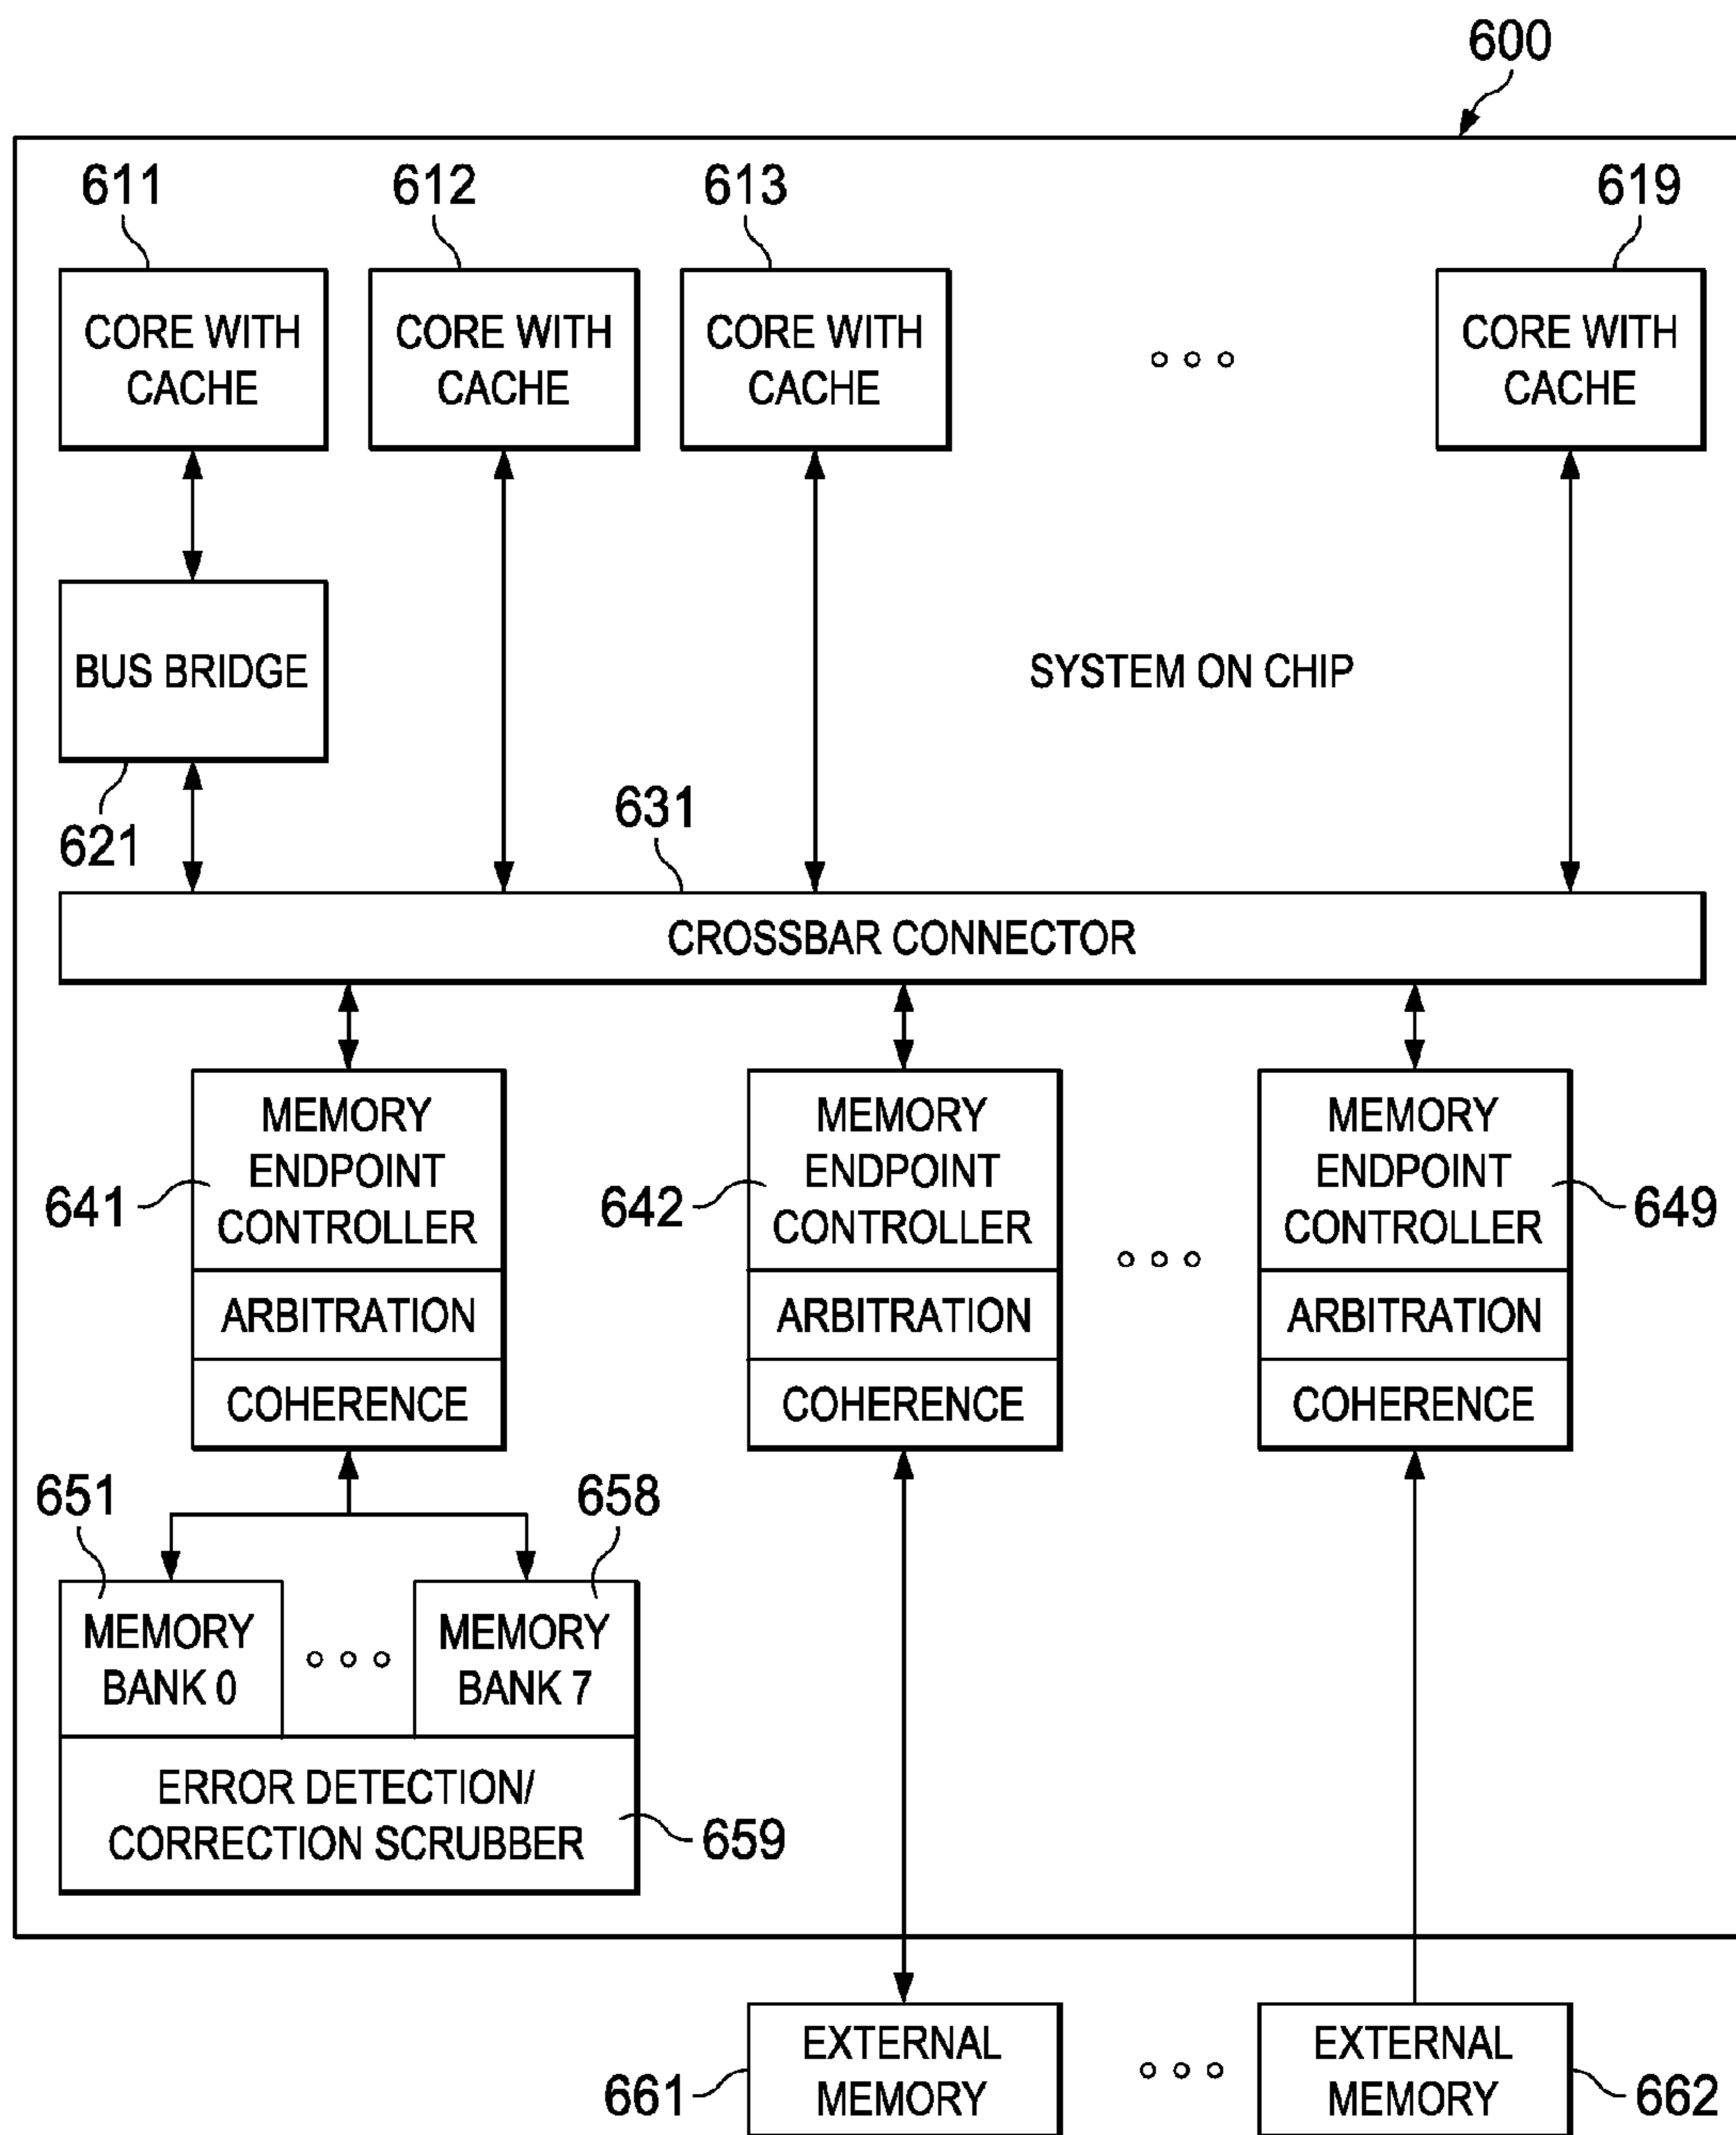 600
611
612
613
619
CORE WITH
CACHE
CORE WITH
CACHE
CORE WITH
CACHE
CORE WITH
CACHE
BUS BRIDGE
SYSTEM ON CHIP
621
631
CROSSBAR CONNECTOR
MEMORY
ENDPOINT
CONTROLLER
ARBITRATION
COHERENCE
641
MEMORY
ENDPOINT
CONTROLLER
ARBITRATION
COHERENCE
642
MEMORY
ENDPOINT
CONTROLLER
ARBITRATION
COHERENCE
649
651
658
MEMORY
BANK 0
MEMORY
BANK 7
ERROR DETECTION/
CORRECTION SCRUBBER
659
EXTERNAL
MEMORY
661
EXTERNAL
MEMORY
662